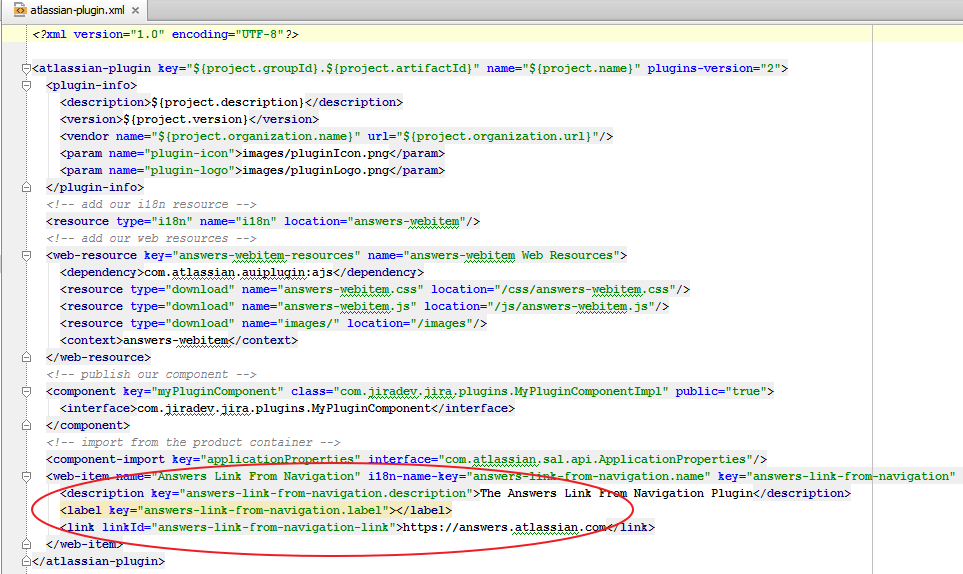 atlassian-plugin.xml
<?xml version="1.0" encoding="UTF-8"?>
<atlassian-plugin key="${project.groupId}.${project.artifactId}" name="${project.name}" plugins-version="2">
<plugin-info>
<description>${project.description}</description>
<version>${project.version}</version>
<vendor name="${project.organization.name}" url="${project.organization.url}"/>
<param name="plugin-icon">images/pluginIcon.png</param>
<param name="plugin-logo">images/pluginLogo.png</param>
</plugin-info>
<!-- add our i18n resource -->
<resource type="i18n" name="i18n" location="answers-webitem"/>
<!-- add our web resources -->
<web-resource key="answers-webitem-resources" name="answers-webitem Web Resources">
<dependency>com.atlassian.auiplugin:ajs</dependency>
<resource type="download" name="answers-webitem.css" location="/css/answers-webitem.css"/>
<resource type="download" name="answers-webitem.js" location="/js/answers-webitem.js"/>
<resource type="download" name="images/" location="/images"/>
<context>answers-webitem</context>
</web-resource>
<!-- publish our component -->
<component key="myPluginComponent" class="com.jiradev.jira.plugins.MyPluginComponentImpl" public="true">
<interface>com.jiradev.jira.plugins.MyPluginComponent</interface>
</component>
<!-- import from the product container -->
<component-import key="applicationProperties" interface="com.atlassian.sal.api.ApplicationProperties"/>
<web-item name="Answers Link From Navigation" i18n-name-key="answers-link-from-navigation.name" key="answers-link-from-navigation"
<description key="answers-link-from-navigation.description">The Answers Link From Navigation Plugin</description>
<label key="answers-link-from-navigation.label"></label>
<link linkId="answers-link-from-navigation-link">https://answers.atlassian.com</link>
</web-item>
</atlassian-plugin>